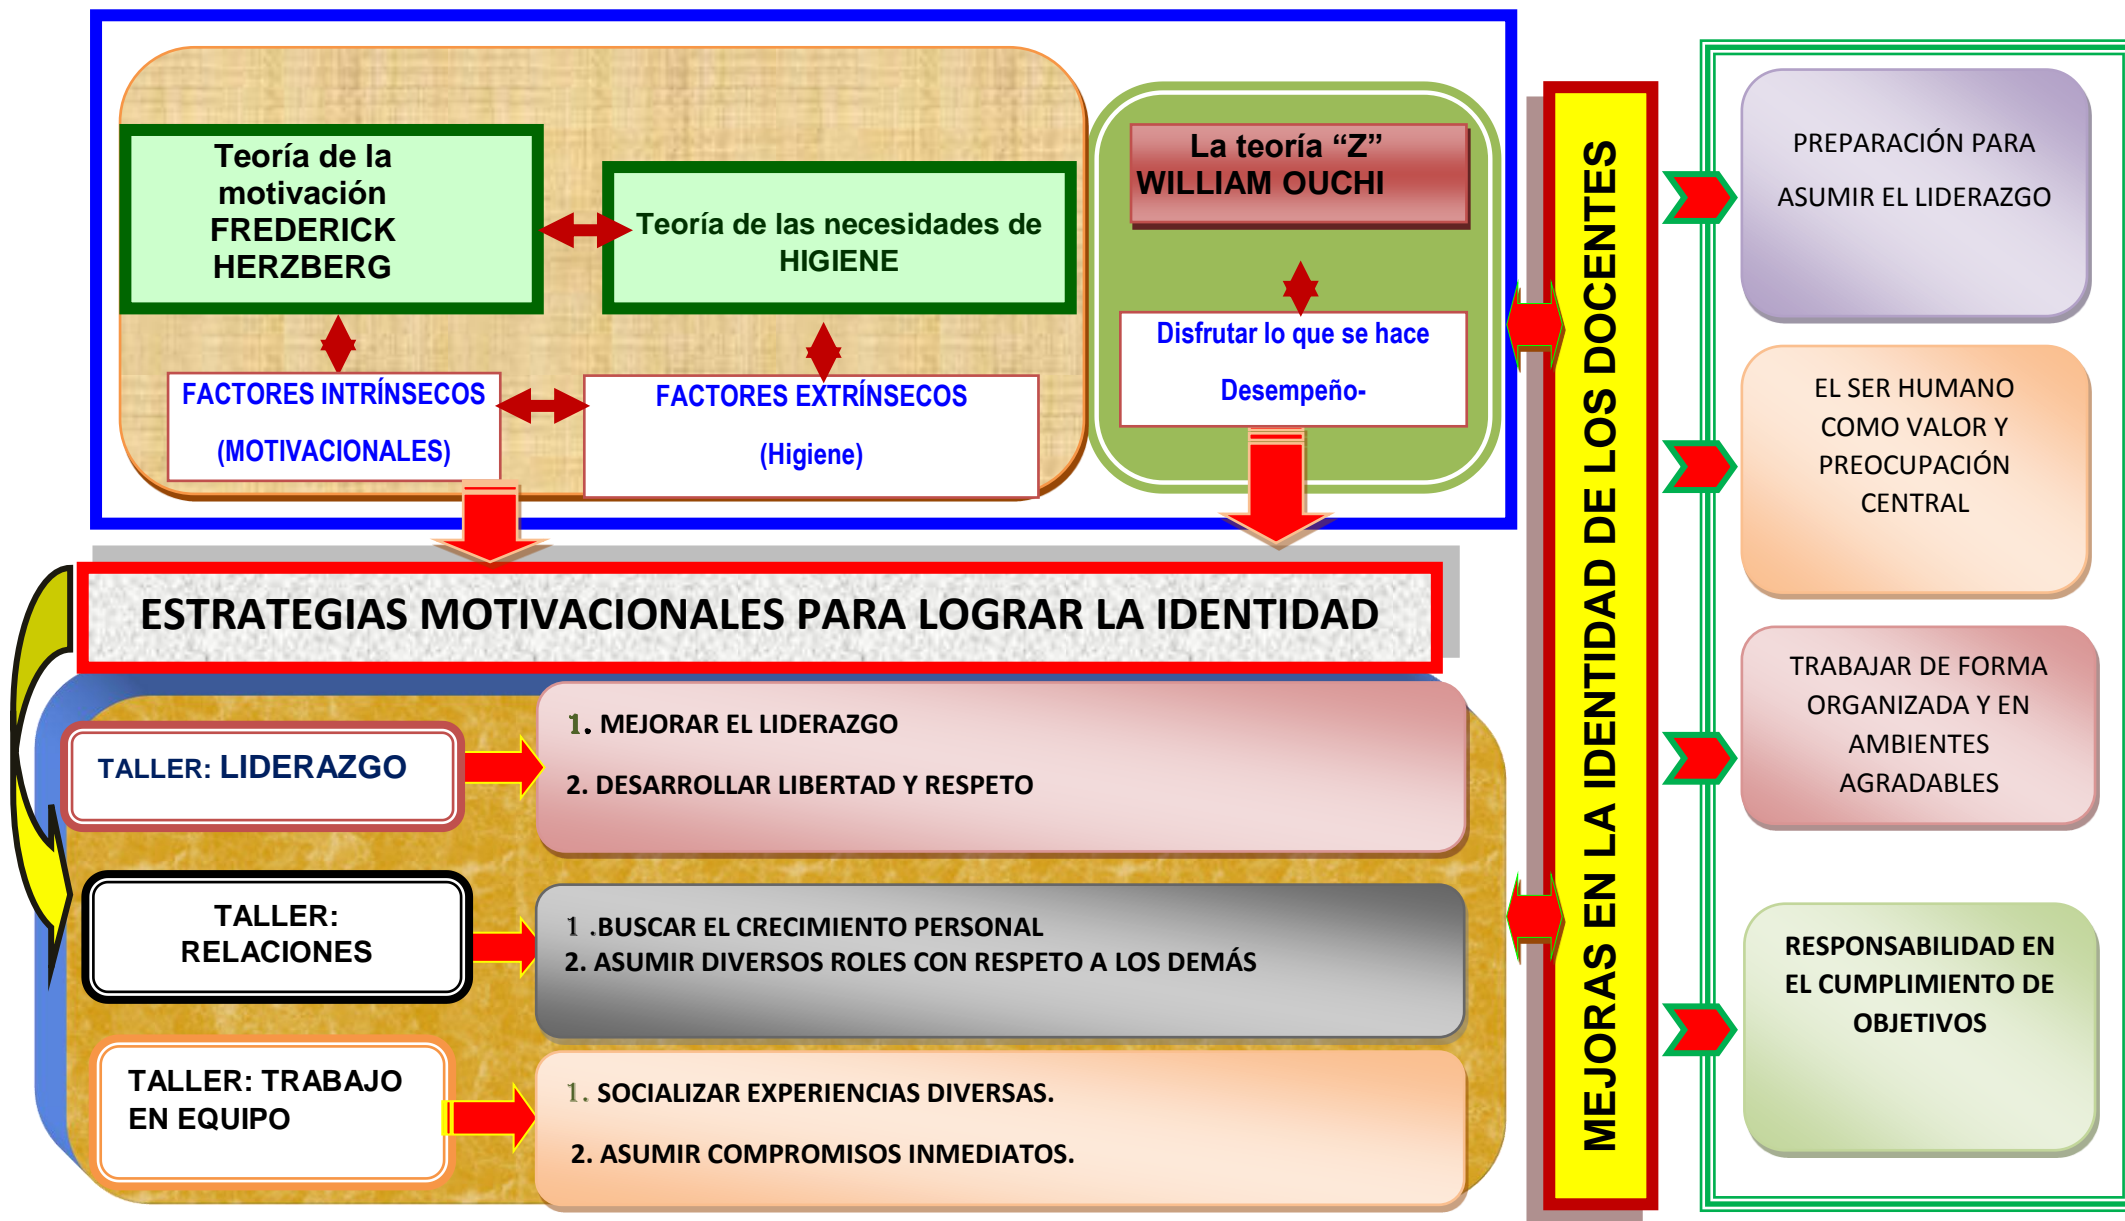 Teoría de la
motivación
FREDERICK
HERZBERG
Teoría de las necesidades de
HIGIENE
La teoría “Z”
WILLIAM OUCHI
FACTORES INTRÍNSECOS
(MOTIVACIONALES)
FACTORES EXTRÍNSECOS
(Higiene)
Disfrutar lo que se hace
Desempeño-
ESTRATEGIAS MOTIVACIONALES PARA LOGRAR LA IDENTIDAD
TALLER: LIDERAZGO
1. MEJORAR EL LIDERAZGO
2. DESARROLLAR LIBERTAD Y RESPETO
TALLER:
RELACIONES
1 .BUSCAR EL CRECIMIENTO PERSONAL
2. ASUMIR DIVERSOS ROLES CON RESPETO A LOS DEMÁS
TALLER: TRABAJO
EN EQUIPO
1. SOCIALIZAR EXPERIENCIAS DIVERSAS.
2. ASUMIR COMPROMISOS INMEDIATOS.
MEJORAS EN LA IDENTIDAD DE LOS DOCENTES
PREPARACIÓN PARA
ASUMIR EL LIDERAZGO
EL SER HUMANO
COMO VALOR Y
PREOCUPACIÓN
CENTRAL
TRABAJAR DE FORMA
ORGANIZADA Y EN
AMBIENTES
AGRADABLES
RESPONSABILIDAD EN
EL CUMPLIMIENTO DE
OBJETIVOS